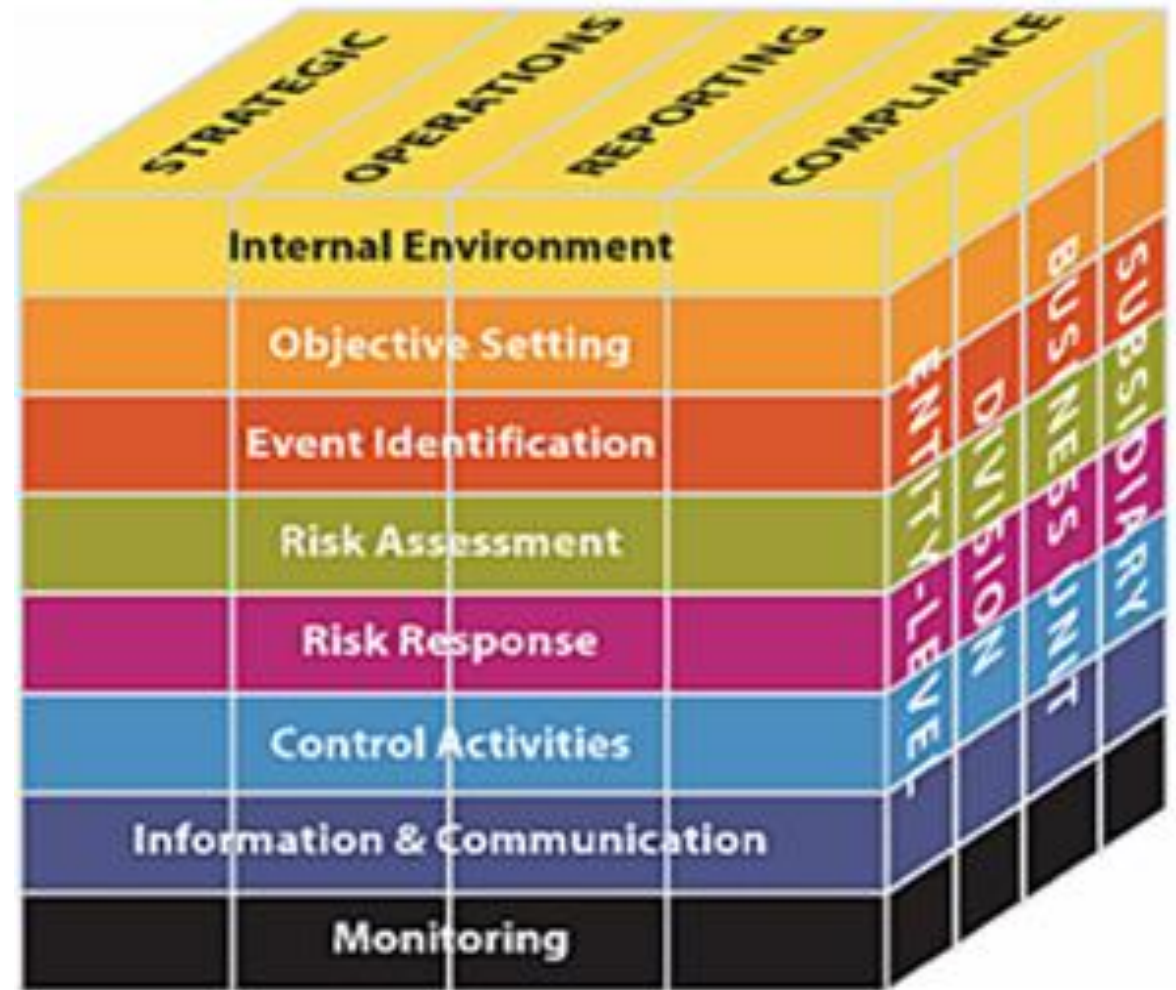 STRATEGIC
OPERATIONS
REPORTING
COMPLIANCE
Internal Environment
Objective Setting
Event Identification
Risk Assessment
Risk Response
Control Activities
Information & Communication
Monitoring
ENTITY-LEVEL
DIVISION
BUSINESS UNIT
SUBSIDIARY